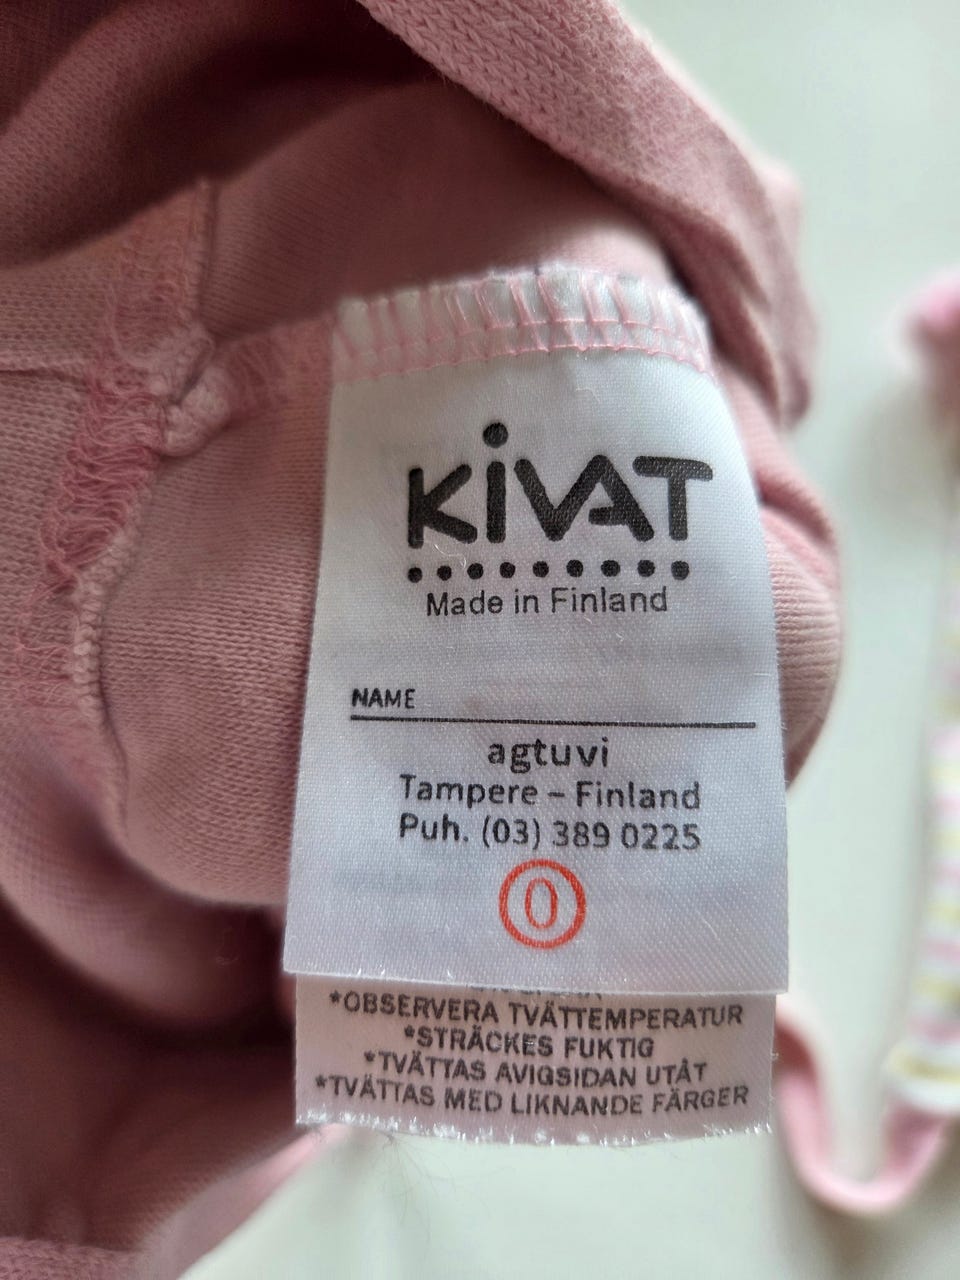 KIVAT
Made in Finland
NAME
agtuvi
Tampere – Finland
Puh. (03) 389 0225
0
*OBSERVERA TVÄTTEMPERATUR
*STRÄCKES FUKTIG
*TVÄTTAS AVIGSIDAN UTÅT
*TVÄTTAS MED LIKNANDE FÄRGER